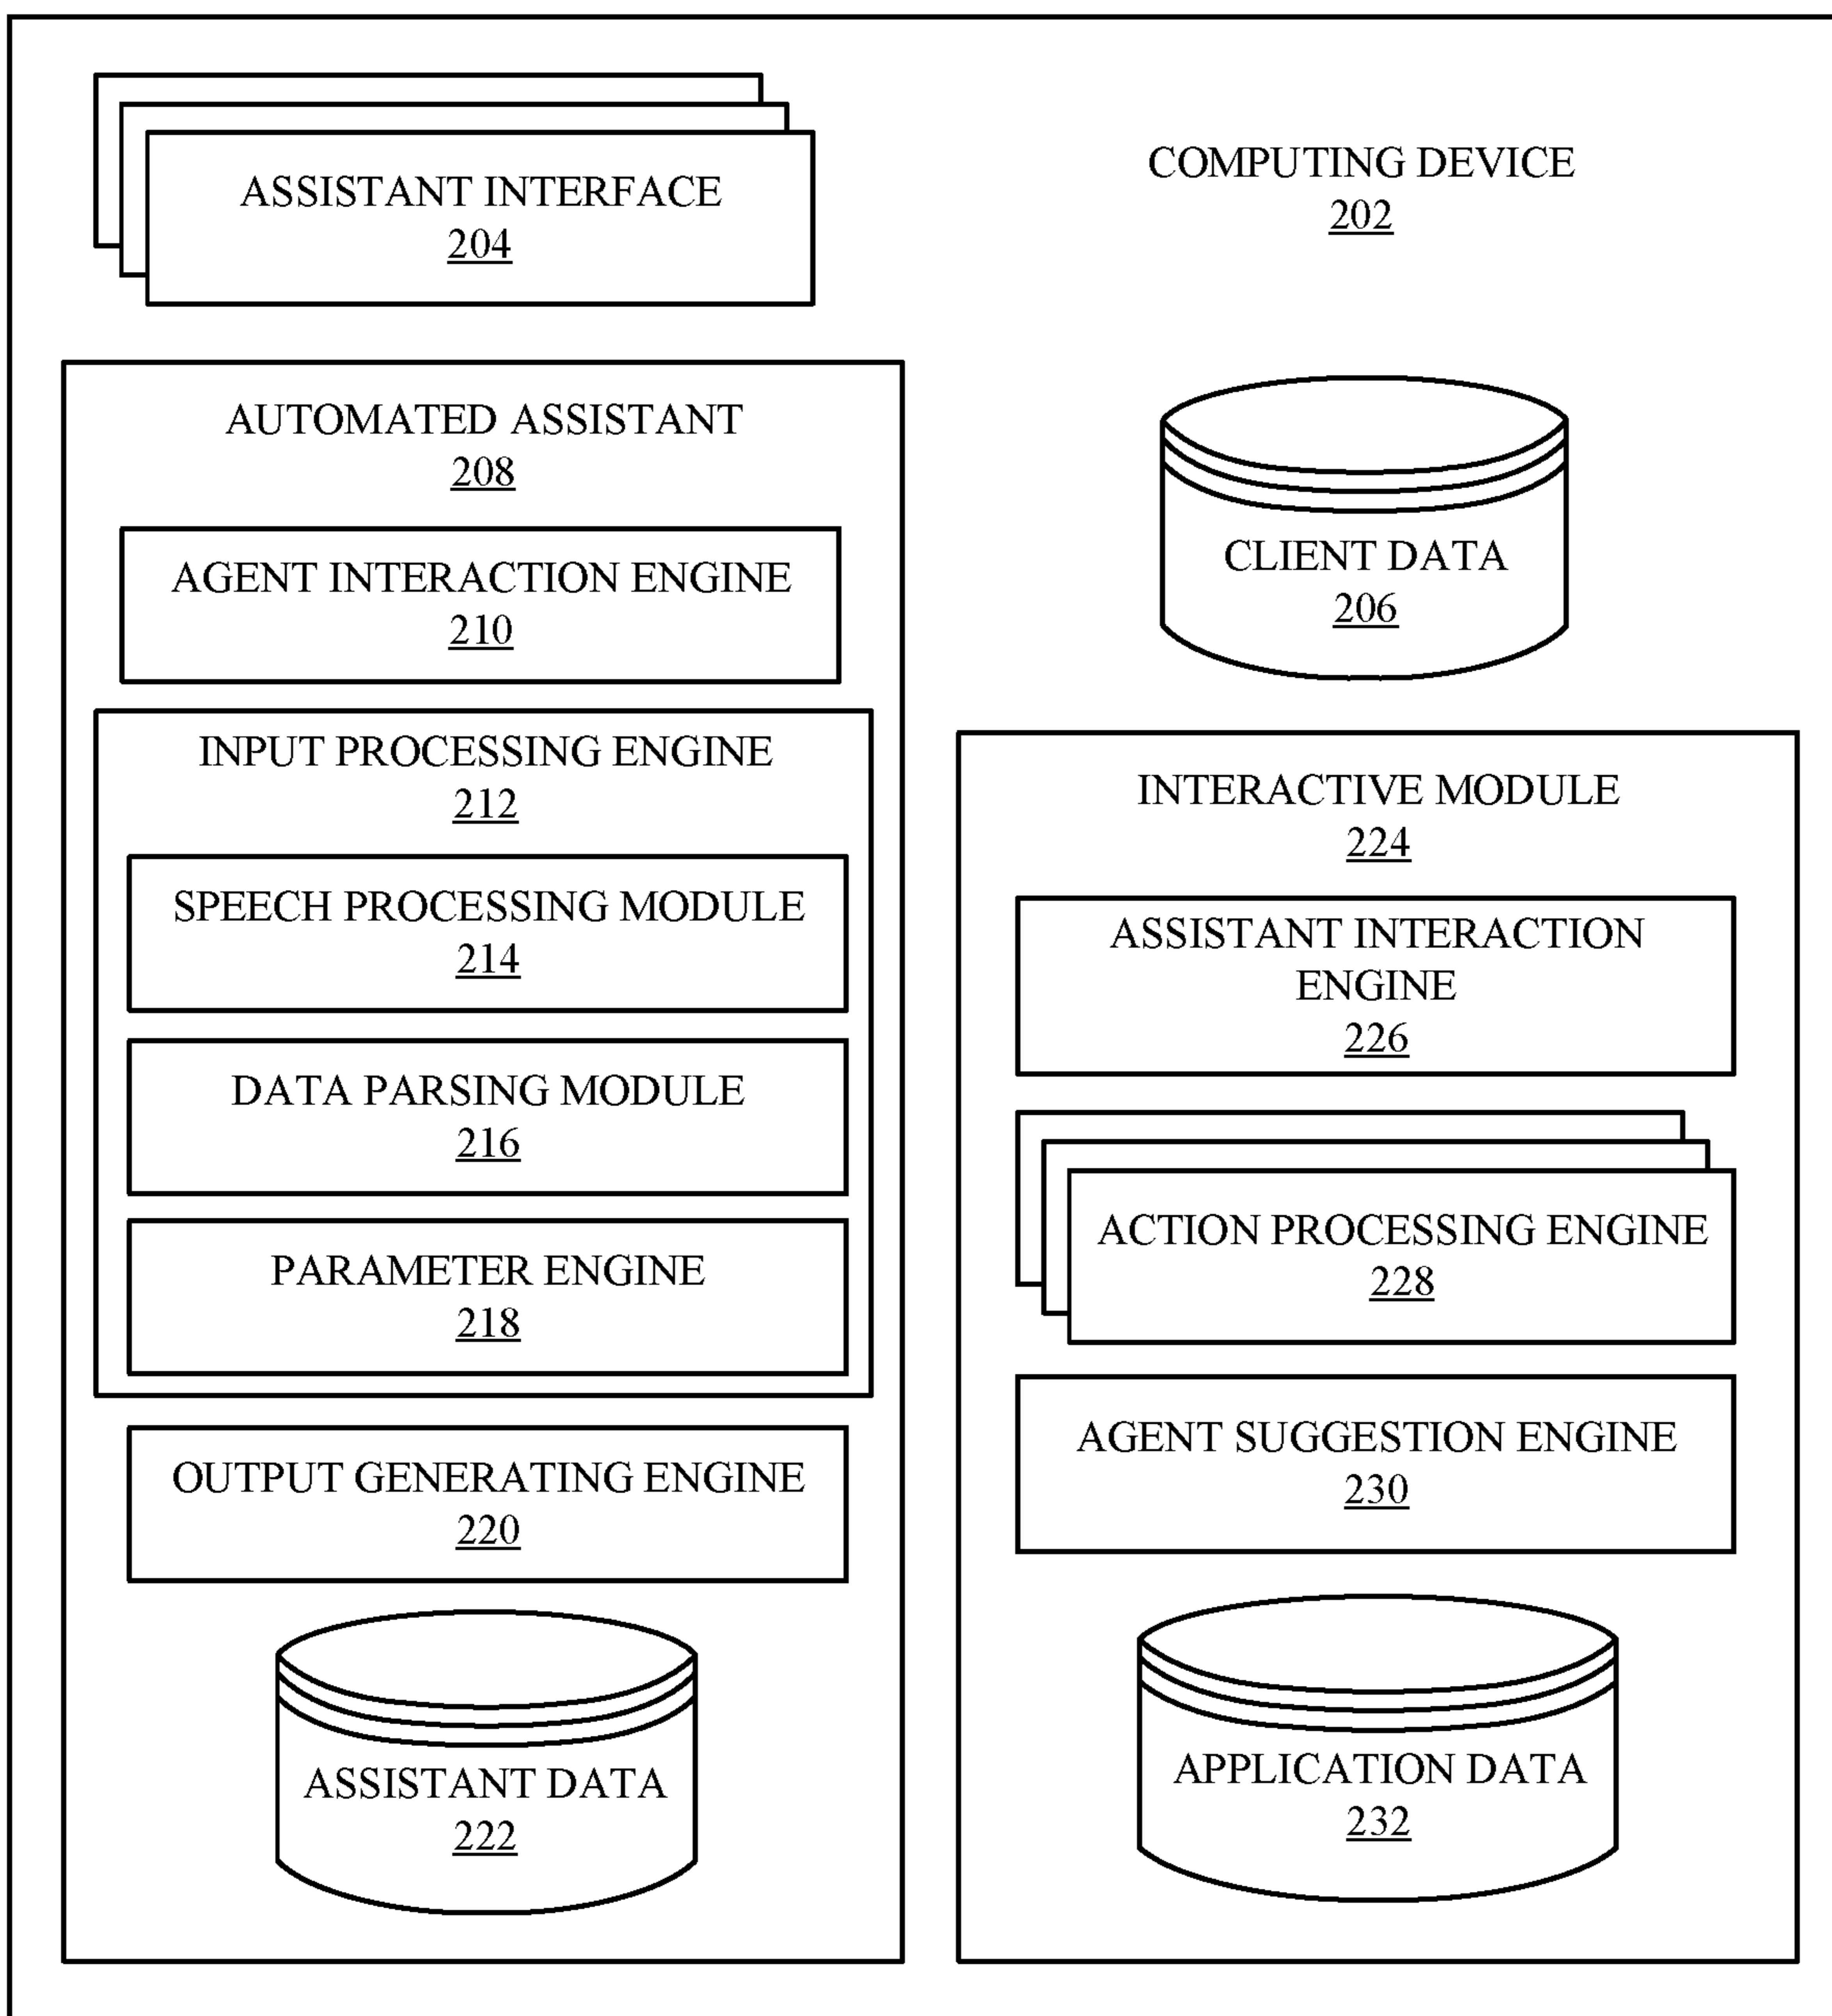 ASSISTANT INTERFACE
204
COMPUTING DEVICE
202
AUTOMATED ASSISTANT
208
AGENT INTERACTION ENGINE
210
INPUT PROCESSING ENGINE
212
SPEECH PROCESSING MODULE
214
DATA PARSING MODULE
216
PARAMETER ENGINE
218
OUTPUT GENERATING ENGINE
220
ASSISTANT DATA
222
CLIENT DATA
206
INTERACTIVE MODULE
224
ASSISTANT INTERACTION
ENGINE
226
ACTION PROCESSING ENGINE
228
AGENT SUGGESTION ENGINE
230
APPLICATION DATA
232